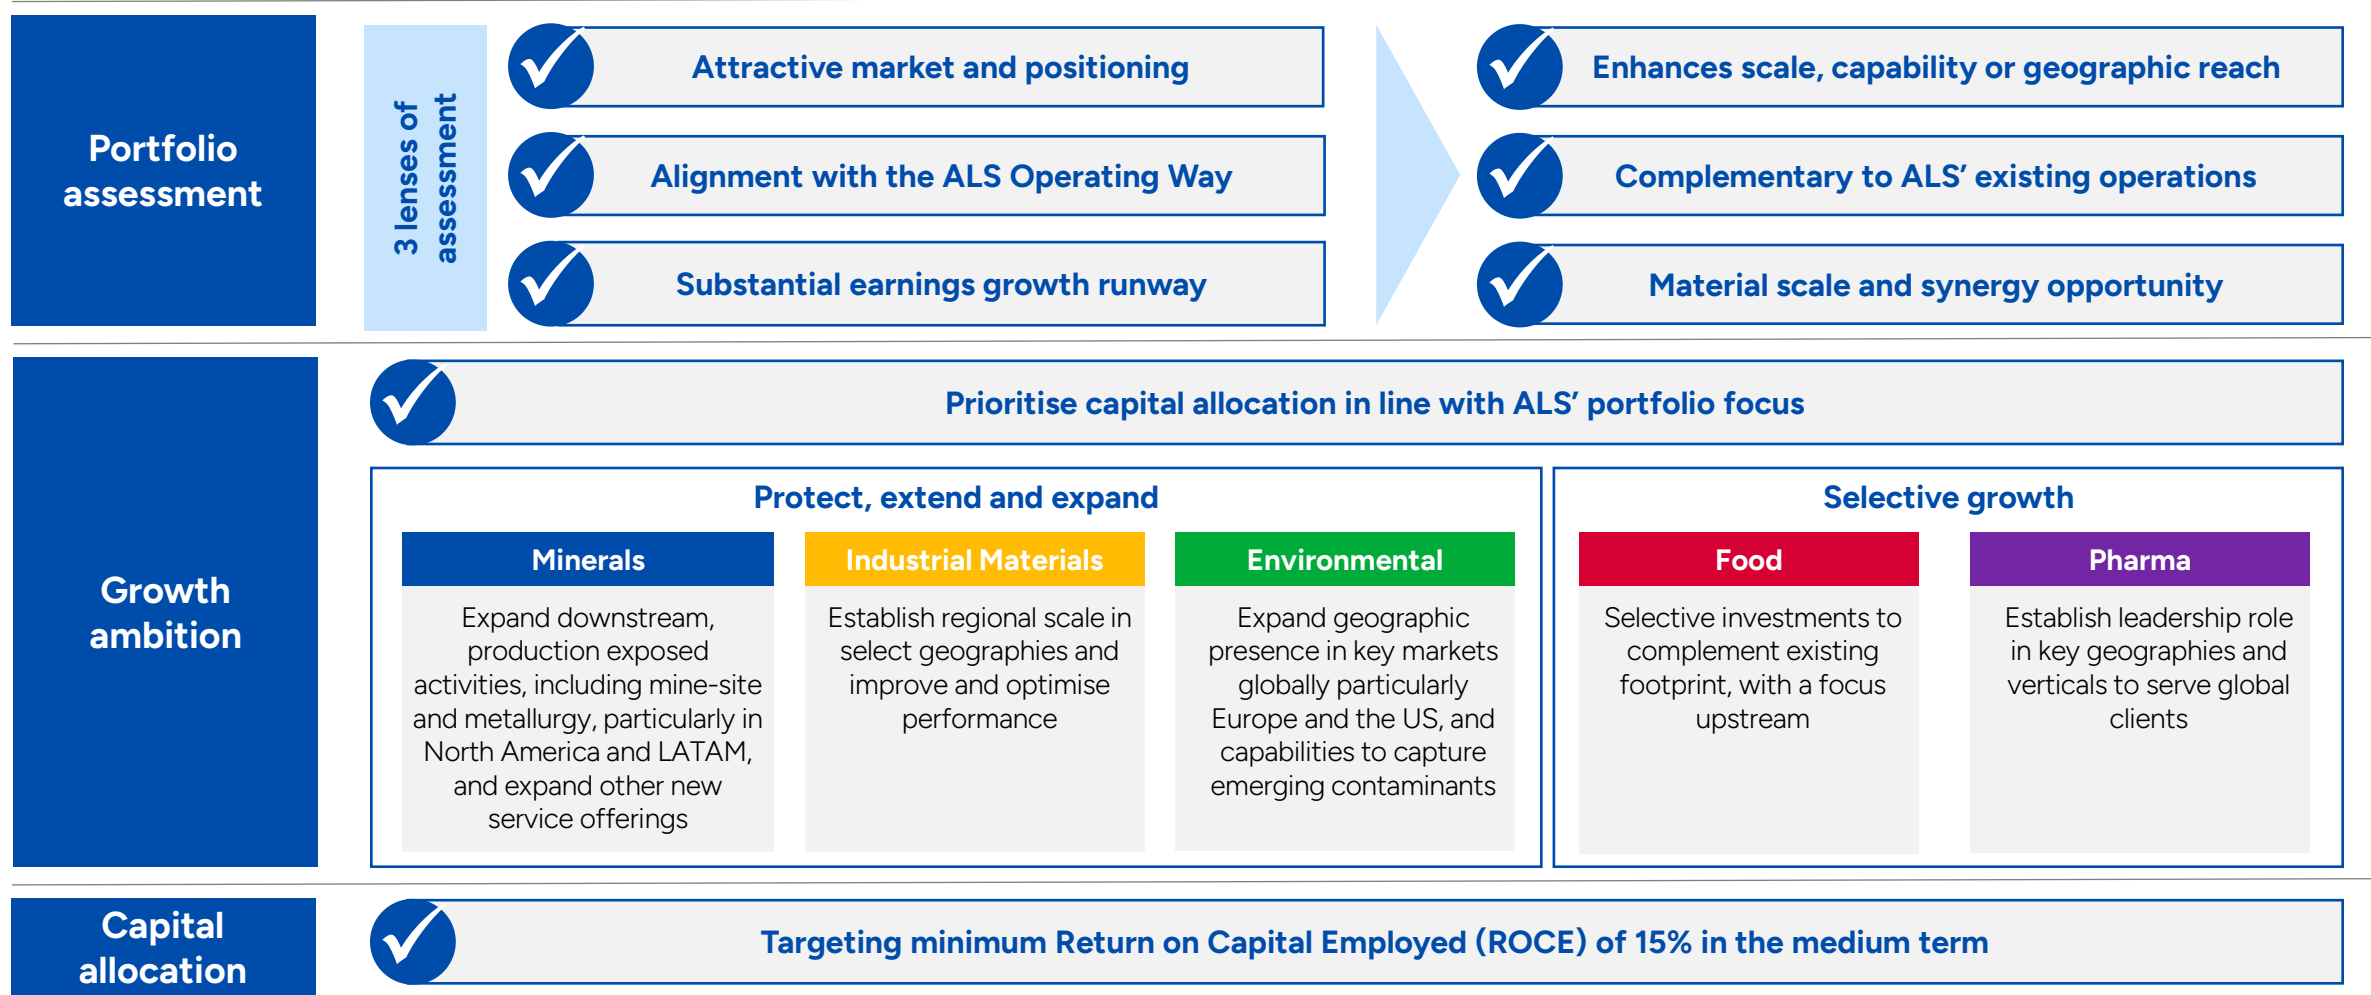 Portfolio
assessment
3 lenses of
assessment
Attractive market and positioning
Alignment with the ALS Operating Way
Substantial earnings growth runway
Enhances scale, capability or geographic reach
Complementary to ALS’ existing operations
Material scale and synergy opportunity
Growth
ambition
Prioritise capital allocation in line with ALS’ portfolio focus
Protect, extend and expand
Minerals
Expand downstream,
production exposed
activities, including mine-site
and metallurgy, particularly in
North America and LATAM,
and expand other new
service offerings
Industrial Materials
Establish regional scale in
select geographies and
improve and optimise
performance
Environmental
Expand geographic
presence in key markets
globally particularly
Europe and the US, and
capabilities to capture
emerging contaminants
Selective growth
Food
Selective investments to
complement existing
footprint, with a focus
upstream
Pharma
Establish leadership role
in key geographies and
verticals to serve global
clients
Capital
allocation
Targeting minimum Return on Capital Employed (ROCE) of 15% in the medium term